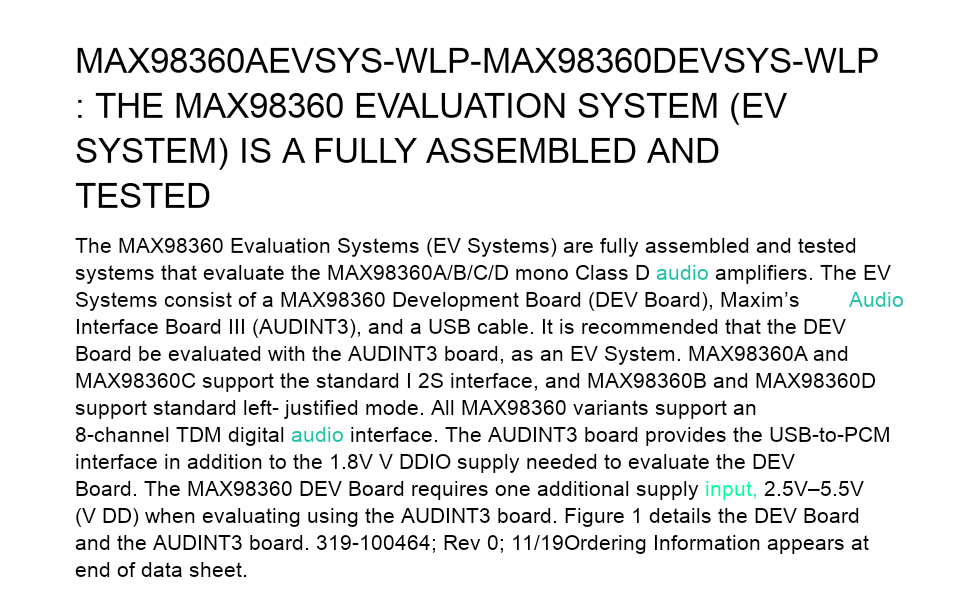 MAX98360AEVSYS-WLP-MAX98360DEVSYS-WLP
: THE MAX98360 EVALUATION SYSTEM (EV
SYSTEM) IS A FULLY ASSEMBLED AND
TESTED
The MAX98360 Evaluation Systems (EV Systems) are fully assembled and tested
systems that evaluate the MAX98360A/B/C/D mono Class D audio amplifiers. The EV
Systems consist of a MAX98360 Development Board (DEV Board), Maxim’s Audio
Interface Board III (AUDINT3), and a USB cable. It is recommended that the DEV
Board be evaluated with the AUDINT3 board, as an EV System. MAX98360A and
MAX98360C support the standard I 2S interface, and MAX98360B and MAX98360D
support standard left- justified mode. All MAX98360 variants support an
8-channel TDM digital audio interface. The AUDINT3 board provides the USB-to-PCM
interface in addition to the 1.8V V DDIO supply needed to evaluate the DEV
Board. The MAX98360 DEV Board requires one additional supply input, 2.5V–5.5V
(V DD) when evaluating using the AUDINT3 board. Figure 1 details the DEV Board
and the AUDINT3 board. 319-100464; Rev 0; 11/19Ordering Information appears at
end of data sheet.